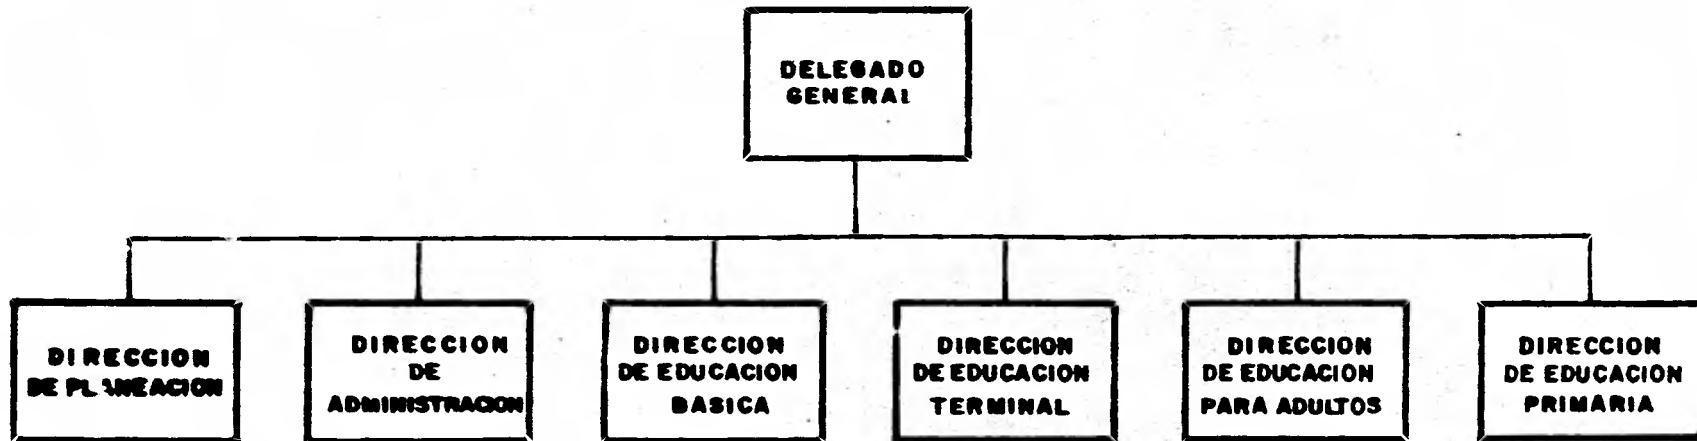 DELEGADO
GENERAL
DIRECCION
DE PLANEACION
DIRECCION
DE
ADMINISTRACION
DIRECCION
DE EDUCACION
BASICA
DIRECCION
DE EDUCACION
TERMINAL
DIRECCION
DE EDUCACION
PARA ADULTOS
DIRECCION
DE EDUCACION
PRIMARIA